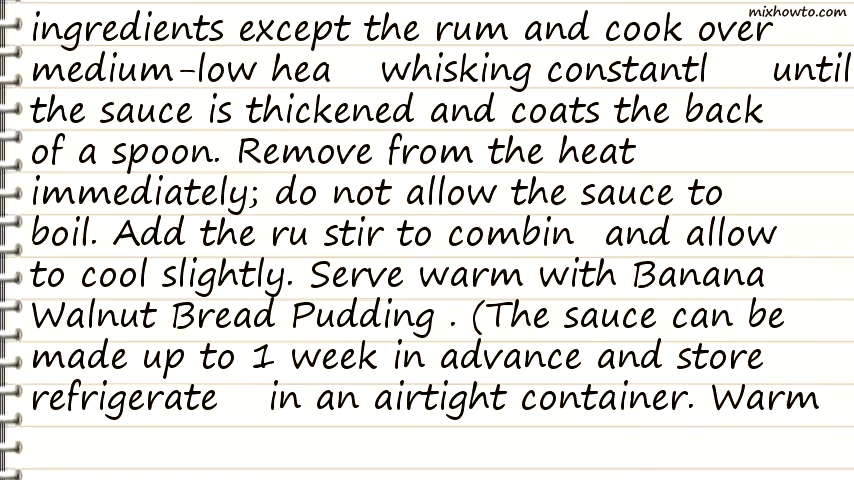 mixhowto.com
ingredients except the rum and cook over
medium-low hea whisking constantl until
the sauce is thickened and coats the back
of a spoon. Remove from the heat
immediately; do not allow the sauce to
boil. Add the ru stir to combin and allow
to cool slightly. Serve warm with Banana
Walnut Bread Pudding . (The sauce can be
made up to 1 week in advance and store
refrigerate in an airtight container. Warm